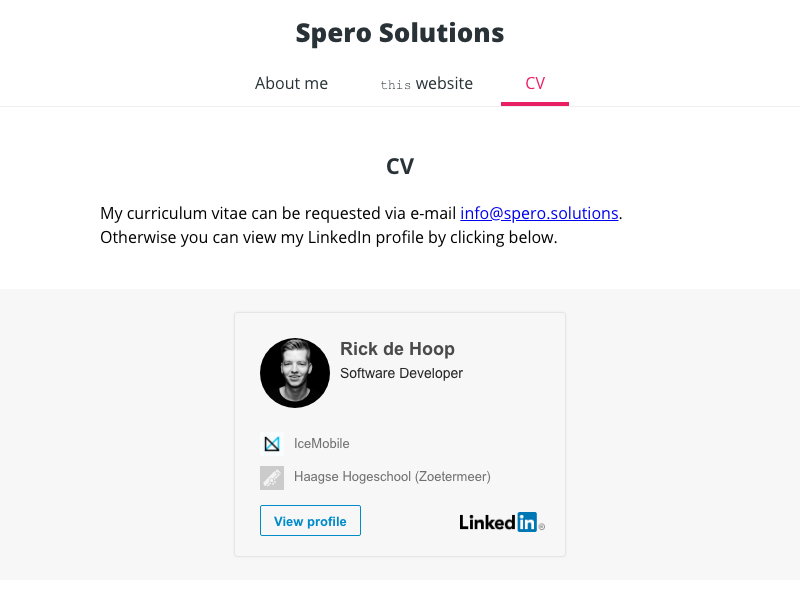 Spero Solutions
About me this website CV
CV
My curriculum vitae can be requested via e-mail info@spero.solutions.
Otherwise you can view my LinkedIn profile by clicking below.
Rick de Hoop
Software Developer
IceMobile
Haagse Hogeschool (Zoetermeer)
View profile
Linked in ®